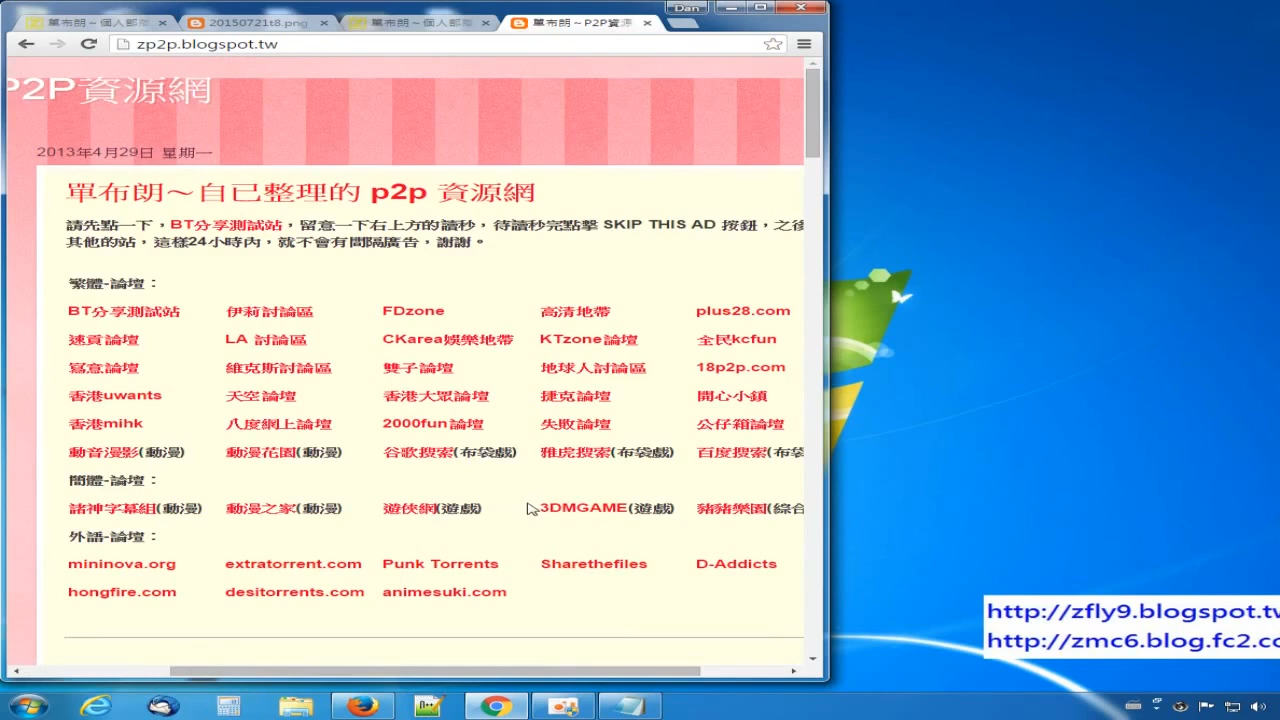 單布朗～個人部
20150721t8.png
單布朗～個人部
單布朗～P2P資源
Dan
zp2p.blogspot.tw
P2P資源網
2013年4月29日 星期一
單布朗～自已整理的 p2p 資源網
請先點一下，BT分享測試站，留意一下右上方的讀秒，待讀秒完點擊 SKIP THIS AD 按鈕，之後
其他的站，這樣24小時內，就不會有間隔廣告，謝謝。
繁體-論壇：
BT分享測試站 伊莉討論區 FDzone 高清地帶 plus28.com
速貢論壇 LA 討論區 CKarea娛樂地帶 KTzone論壇 全民kcfun
寫意論壇 維克斯討論區 雙子論壇 地球人討論區 18p2p.com
香港uwants 天空論壇 香港大眾論壇 捷克論壇 開心小鎮
香港mihk 八度網上論壇 2000fun論壇 失敗論壇 公仔箱論壇
動音漫影(動漫) 動漫花園(動漫) 谷歌搜索(布袋戲) 雅虎搜索(布袋戲) 百度搜索(布袋
簡體-論壇：
諸神字幕組(動漫) 動漫之家(動漫) 遊俠網(遊戲) 3DMGAME(遊戲) 豬豬樂園(綜合
外語-論壇：
mininova.org extratorrent.com Punk Torrents Sharethefiles D-Addicts
hongfire.com desitorrents.com animesuki.com
http://zfly9.blogspot.tw
http://zmc6.blog.fc2.co